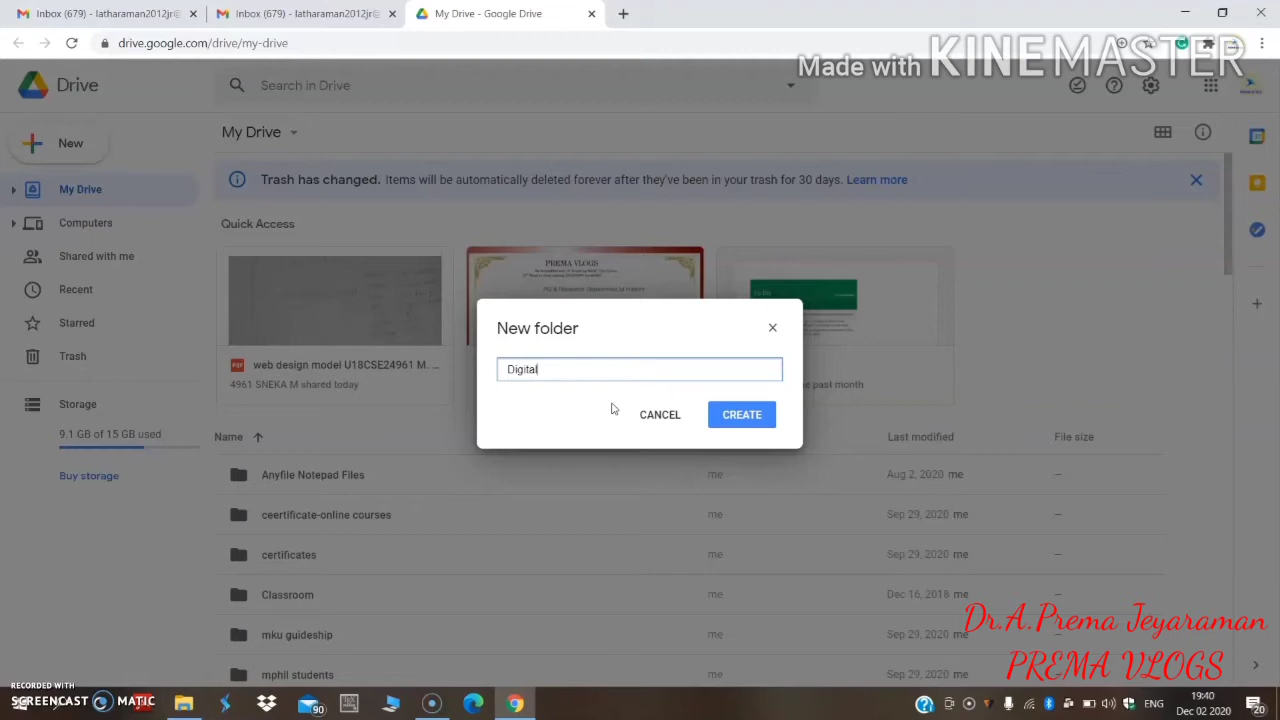 Inbox (679) - latharaman2012jr@
Inbox (679) - latharaman2012jr@
My Drive - Google Drive
drive.google.com/drive/my-drive
Made with KINEMASTER
Drive
Search in Drive
New
My Drive
Trash has changed. Items will be automatically deleted forever after they've been in your trash for 30 days. Learn more
My Drive
Computers
Shared with me
Recent
Starred
Trash
Storage
9.1 GB of 15 GB used
Buy storage
Quick Access
PREMA VLOGS
web design model U18CSE24961 M. ...
4961 SNEKA M shared today
e past month
New folder
Digital
CANCEL
CREATE
Name
Last modified
File size
Anyfile Notepad Files me Aug 2, 2020 me –
ceertificate-online courses me Sep 29, 2020 me –
certificates me Sep 29, 2020 me –
Classroom me Dec 16, 2018 me –
mku guideship me Sep 29, 2020 me –
mphil students me Sep 29, 2020 me –
Dr.A.Prema Jeyaraman
PREMA VLOGS
RECORDED WITH
SCREENCAST MATIC
90
ENG
19:40
Dec 02 2020
20